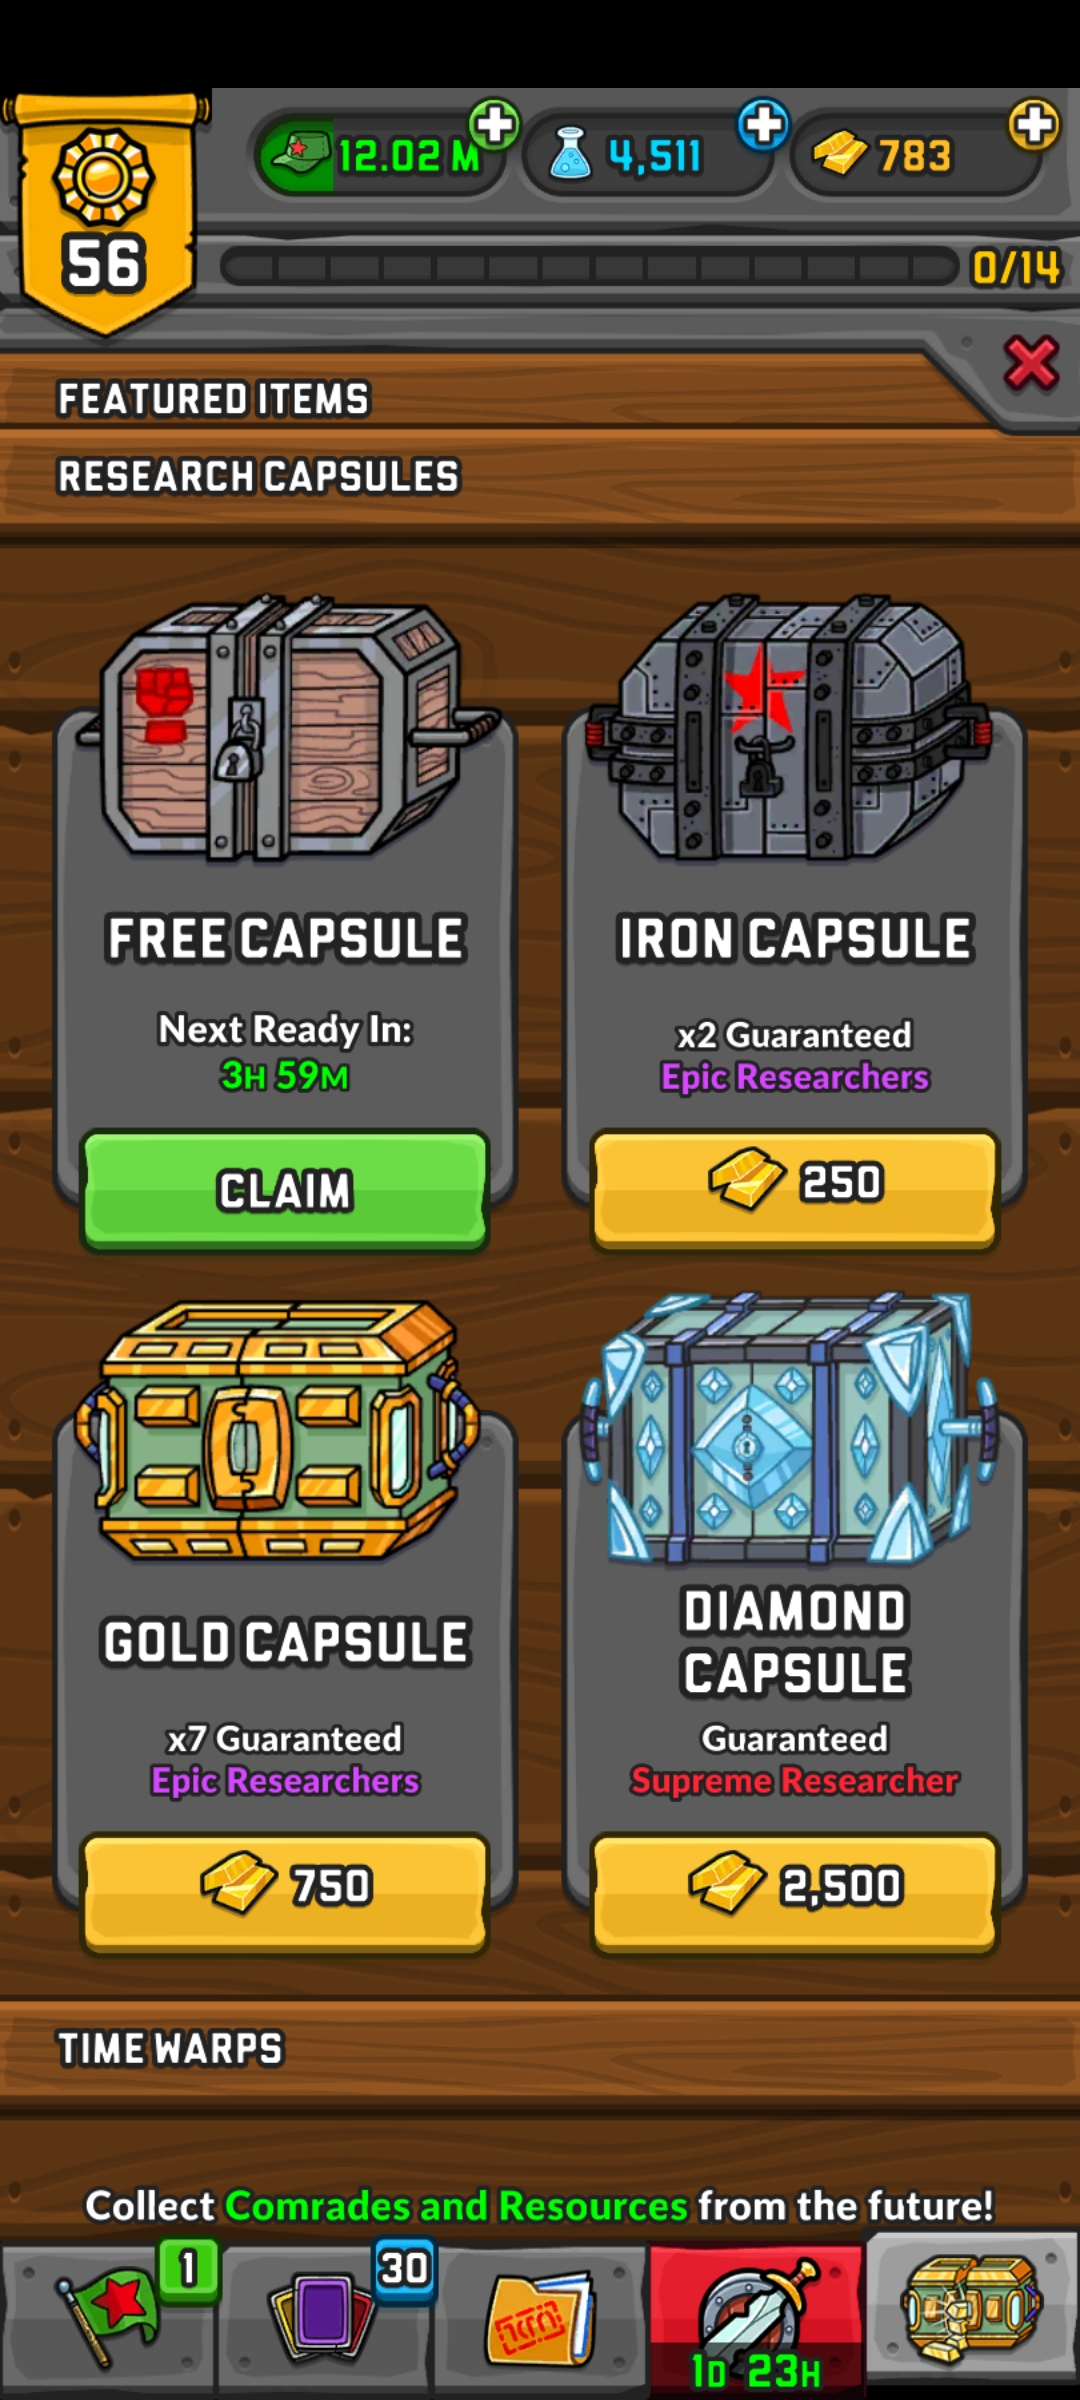 12.02 M
4,511
783
56
0/14
FEATURED ITEMS
RESEARCH CAPSULES
FREE CAPSULE
Next Ready In:
3H 59M
CLAIM
IRON CAPSULE
x2 Guaranteed
Epic Researchers
250
GOLD CAPSULE
x7 Guaranteed
Epic Researchers
750
DIAMOND
CAPSULE
Guaranteed
Supreme Researcher
2,500
TIME WARPS
Collect Comrades and Resources from the future!
1
30
1D 23H